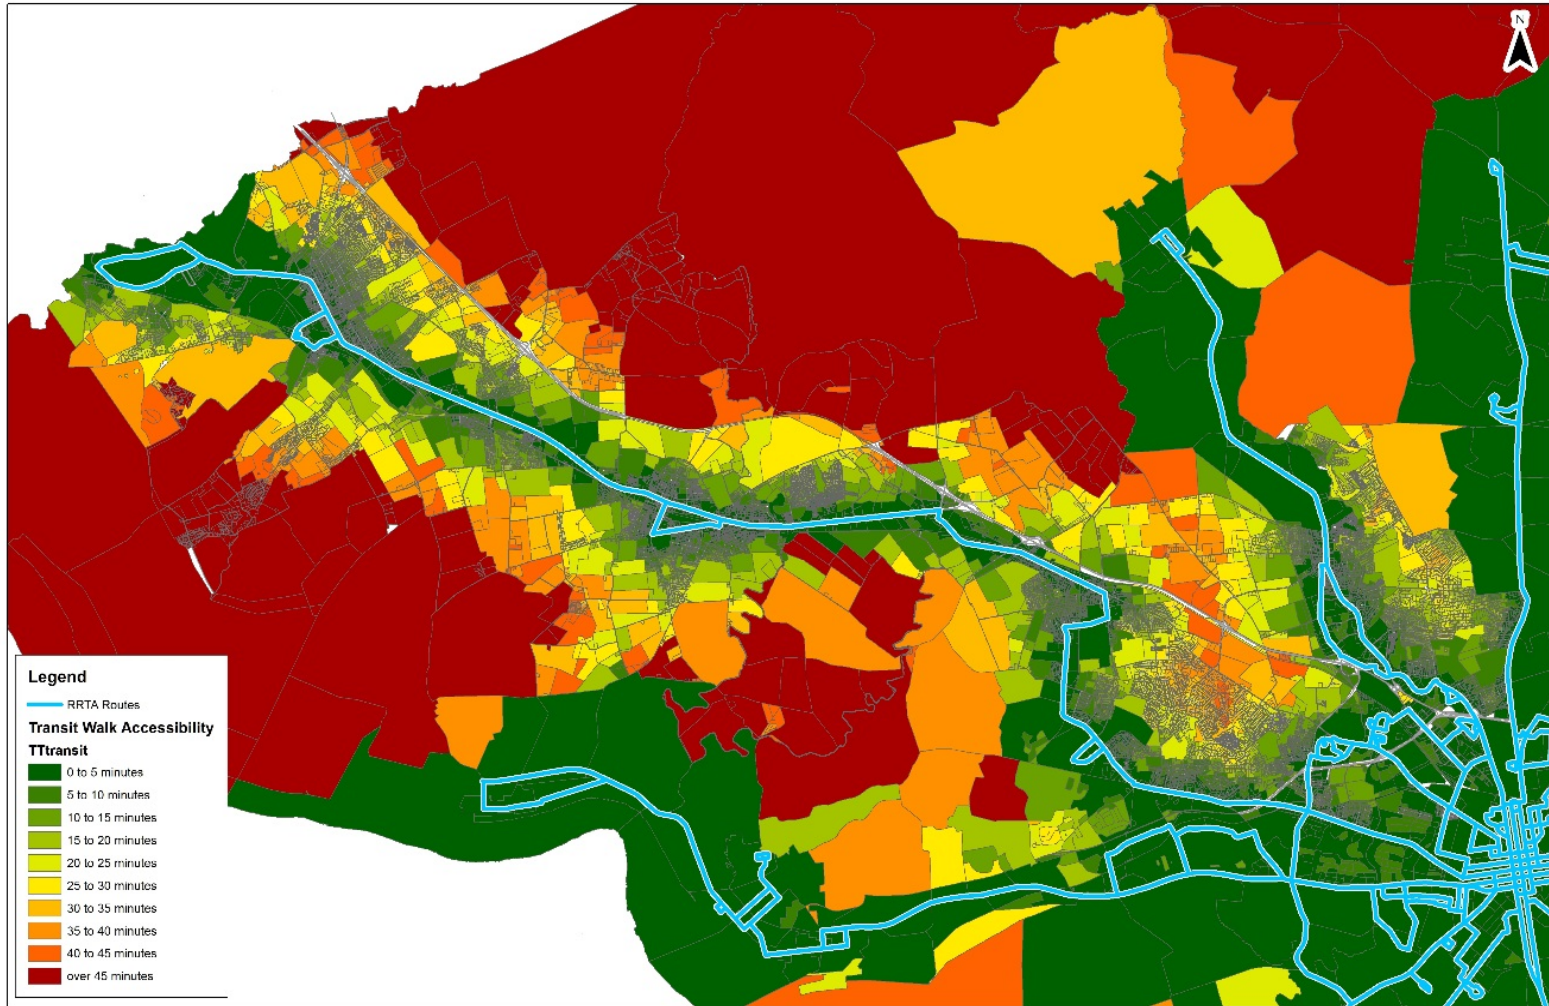 N
Legend
RRTA Routes
Transit Walk Accessibility
TTtransit
0 to 5 minutes
5 to 10 minutes
10 to 15 minutes
15 to 20 minutes
20 to 25 minutes
25 to 30 minutes
30 to 35 minutes
35 to 40 minutes
40 to 45 minutes
over 45 minutes